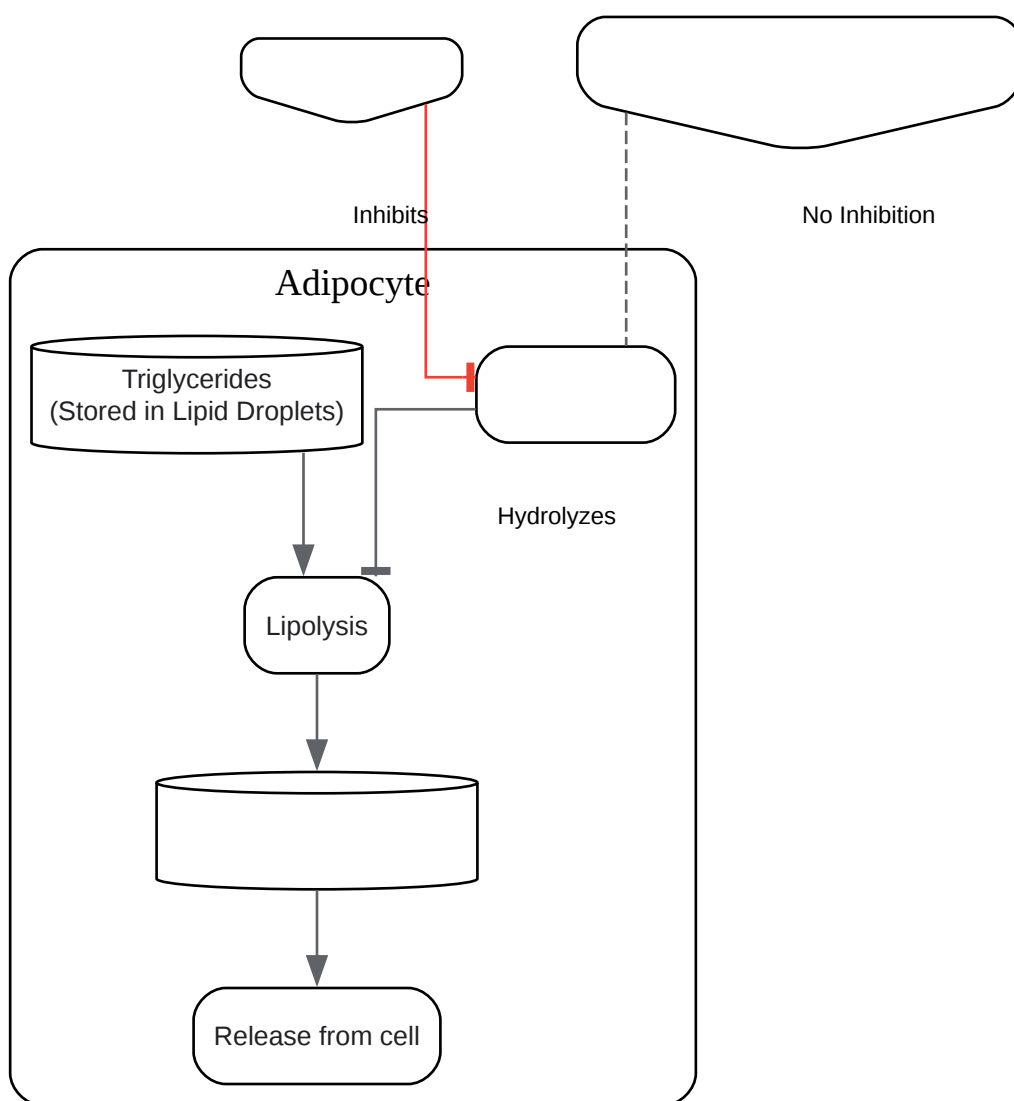 Inhibits
No Inhibition
Adipocyte
Triglycerides
(Stored in Lipid Droplets)
Hydrolyzes
Lipolysis
Release from cell